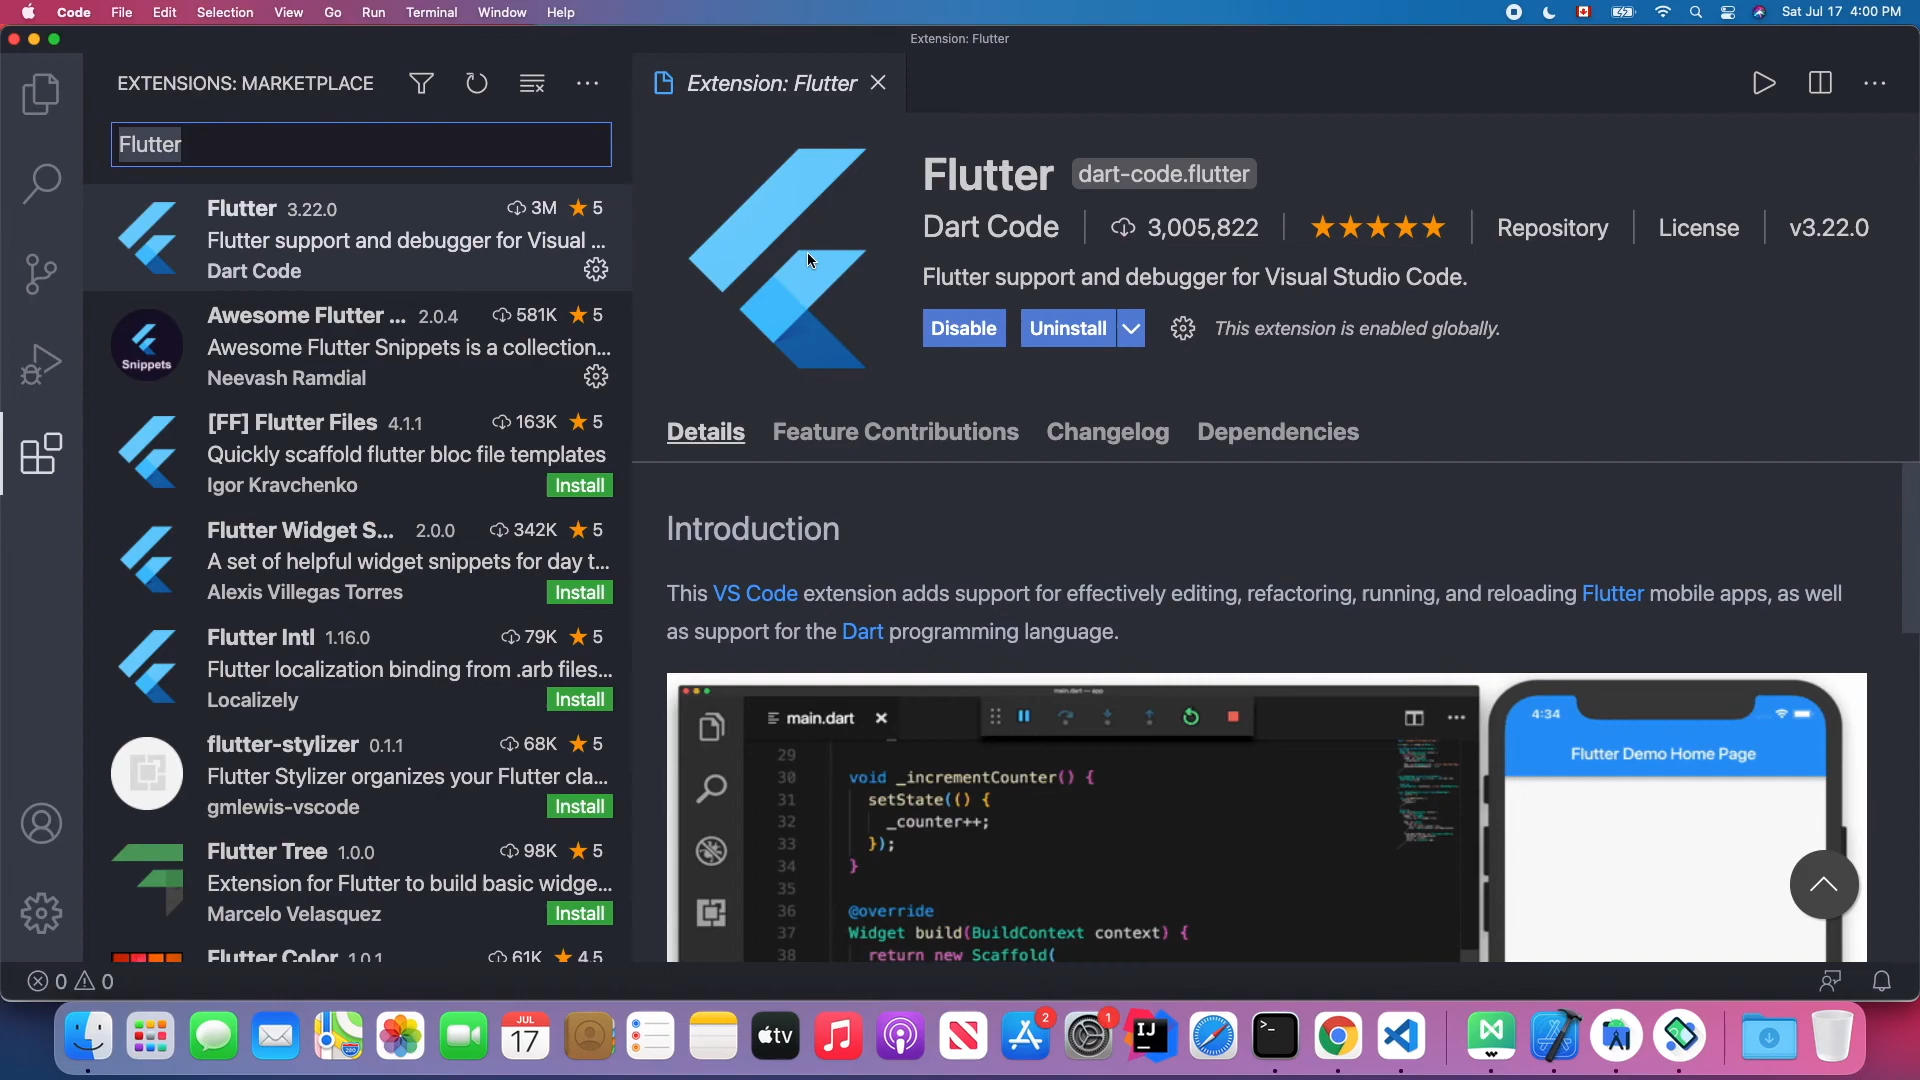 Code File Edit Selection View Go Run Terminal Window Help
Sat Jul 17 4:00 PM
Extension: Flutter
EXTENSIONS: MARKETPLACE
Flutter
Flutter 3.22.0 3M 5
Flutter support and debugger for Visual ...
Dart Code
Awesome Flutter ... 2.0.4 581K 5
Awesome Flutter Snippets is a collection...
Neevash Ramdial
Snippets
[FF] Flutter Files 4.1.1 163K 5
Quickly scaffold flutter bloc file templates
Igor Kravchenko Install
Flutter Widget S... 2.0.0 342K 5
A set of helpful widget snippets for day t...
Alexis Villegas Torres Install
Flutter Intl 1.16.0 79K 5
Flutter localization binding from .arb files...
Localizely Install
flutter-stylizer 0.1.1 68K 5
Flutter Stylizer organizes your Flutter cla...
gmlewis-vscode Install
Flutter Tree 1.0.0 98K 5
Extension for Flutter to build basic widge...
Marcelo Velasquez Install
Flutter Color 1.0.1 61K 4.5
Extension: Flutter
Flutter dart-code.flutter
Dart Code 3,005,822 Repository License v3.22.0
Flutter support and debugger for Visual Studio Code.
Disable Uninstall This extension is enabled globally.
Details Feature Contributions Changelog Dependencies
Introduction
This VS Code extension adds support for effectively editing, refactoring, running, and reloading Flutter mobile apps, as well
as support for the Dart programming language.
main.dart — app
main.dart
29
30 void _incrementCounter() {
31 setState(() {
32 _counter++;
33 });
34 }
35
36 @override
37 Widget build(BuildContext context) {
38 return new Scaffold(
4:34
Flutter Demo Home Page
0 0
JUL
17
tv
2
1
IJ